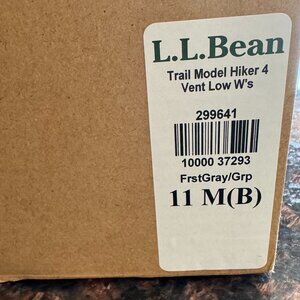 L.L.Bean
Trail Model Hiker 4
Vent Low W's
299641
10000 37293
FrstGray/Grp
11 M(B)